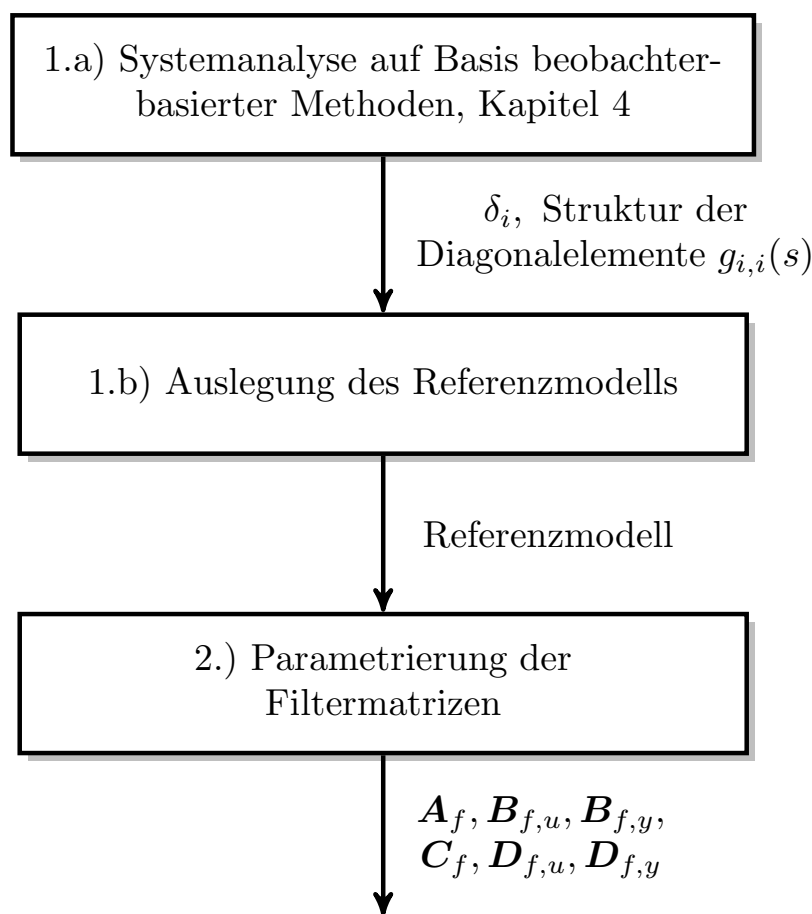 1.a) Systemanalyse auf Basis beobachter-
basierter Methoden, Kapitel 4
δ_i, Struktur der
Diagonalelemente g_{i,i}(s)
1.b) Auslegung des Referenzmodells
Referenzmodell
2.) Parametrierung der
Filtermatrizen
A_f, B_{f,u}, B_{f,y},
C_f, D_{f,u}, D_{f,y}